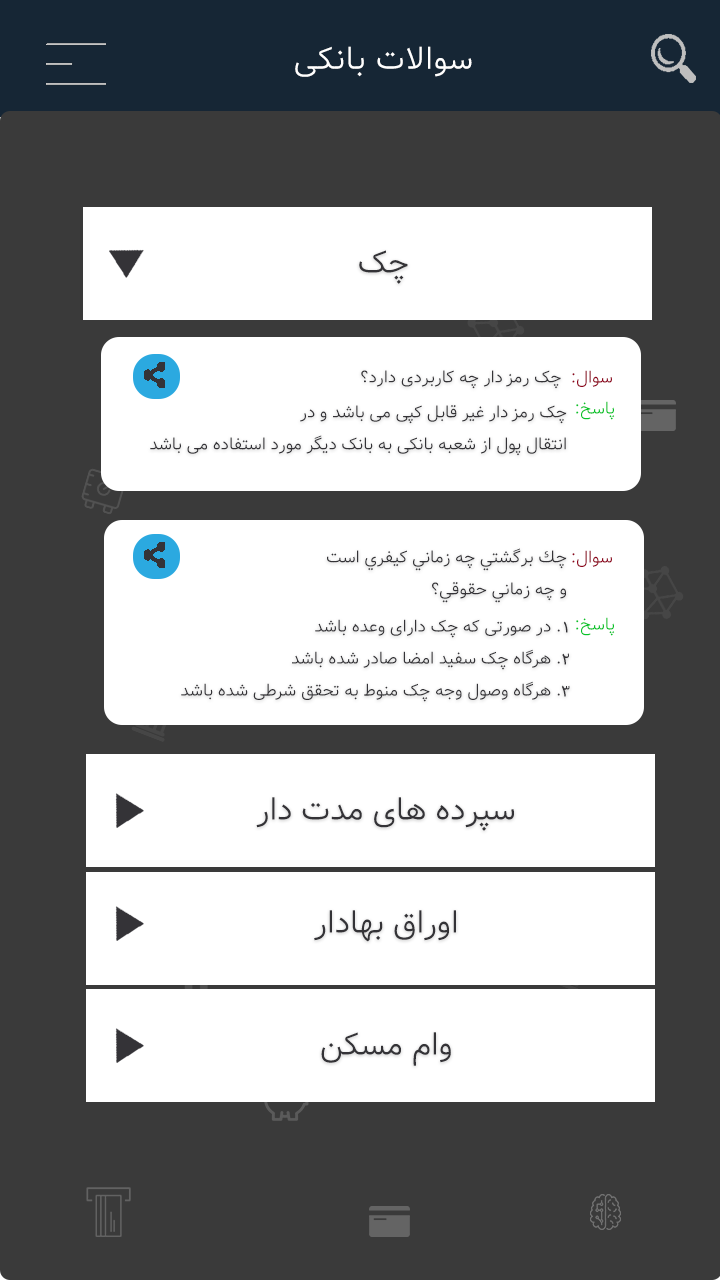 سوالات بانکی
چک
سوال: چک رمز دار چه کاربردی دارد؟
پاسخ: چک رمز دار غیر قابل کپی می باشد و در
انتقال پول از شعبه بانکی به بانک دیگر مورد استفاده می باشد
سوال: چك برگشتي چه زماني كيفري است
و چه زماني حقوقي؟
پاسخ: ۱. در صورتی که چک دارای وعده باشد
۲. هرگاه چک سفید امضا صادر شده باشد
۳. هرگاه وصول وجه چک منوط به تحقق شرطی شده باشد
سپرده های مدت دار
اوراق بهادار
وام مسکن